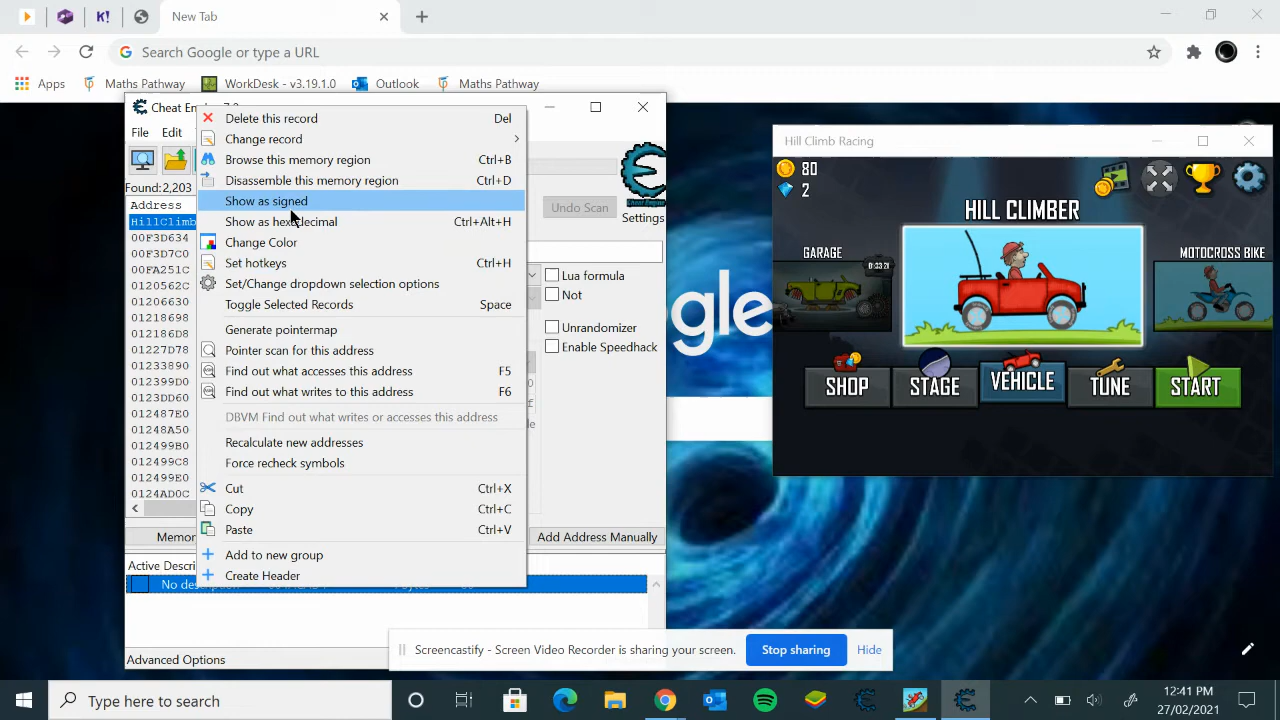 K!
New Tab
Search Google or type a URL
Apps
Maths Pathway
WorkDesk - v3.19.1.0
Outlook
Maths Pathway
File
Edit
Found:2,203
Address
HillClimb
00F3D634
00F3D7C0
00FA251C
0120562C
01206630
01218698
012186D8
01227D78
01233890
012399D0
0123DD60
012487E0
01248A50
012499B0
012499C8
012499E0
0124AD0C
Delete this record Del
Change record
Browse this memory region Ctrl+B
Disassemble this memory region Ctrl+D
Show as signed
Show as hexadecimal Ctrl+Alt+H
Change Color
Set hotkeys Ctrl+H
Set/Change dropdown selection options
Toggle Selected Records Space
Generate pointermap
Pointer scan for this address
Find out what accesses this address F5
Find out what writes to this address F6
DBVM Find out what writes or accesses this address
Recalculate new addresses
Force recheck symbols
Cut Ctrl+X
Copy Ctrl+C
Paste Ctrl+V
Add to new group
Create Header
Undo Scan
Cheat Engine
Settings
Lua formula
Not
Unrandomizer
Enable Speedhack
Add Address Manually
Advanced Options
Hill Climb Racing
80
2
HILL CLIMBER
GARAGE
MOTOCROSS BIKE
SHOP
STAGE
VEHICLE
TUNE
START
Screencastify - Screen Video Recorder is sharing your screen.
Stop sharing
Hide
Type here to search
12:41 PM
27/02/2021